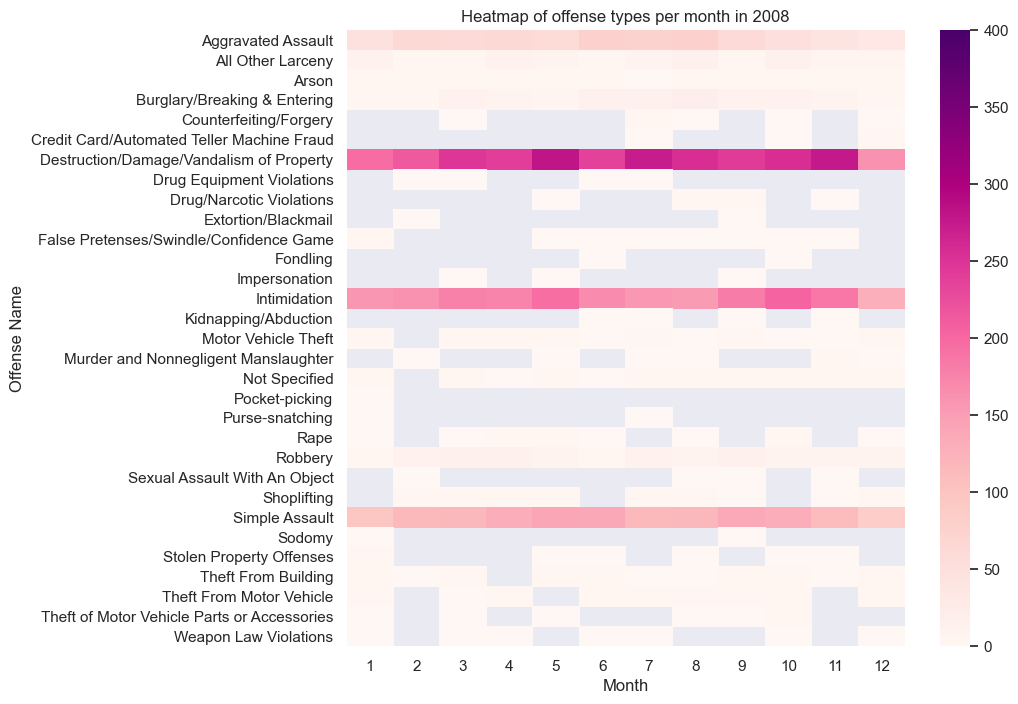 Heatmap of offense types per month in 2008
Offense Name
Aggravated Assault
All Other Larceny
Arson
Burglary/Breaking & Entering
Counterfeiting/Forgery
Credit Card/Automated Teller Machine Fraud
Destruction/Damage/Vandalism of Property
Drug Equipment Violations
Drug/Narcotic Violations
Extortion/Blackmail
False Pretenses/Swindle/Confidence Game
Fondling
Impersonation
Intimidation
Kidnapping/Abduction
Motor Vehicle Theft
Murder and Nonnegligent Manslaughter
Not Specified
Pocket-picking
Purse-snatching
Rape
Robbery
Sexual Assault With An Object
Shoplifting
Simple Assault
Sodomy
Stolen Property Offenses
Theft From Building
Theft From Motor Vehicle
Theft of Motor Vehicle Parts or Accessories
Weapon Law Violations
1 2 3 4 5 6 7 8 9 10 11 12
Month
400
350
300
250
200
150
100
50
0